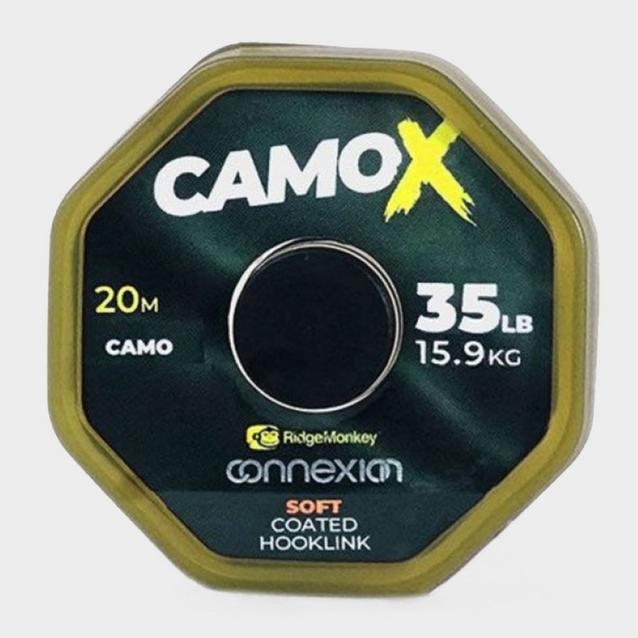 CAMOX
20M
CAMO
35LB
15.9KG
RidgeMonkey
connexion
SOFT
COATED
HOOKLINK